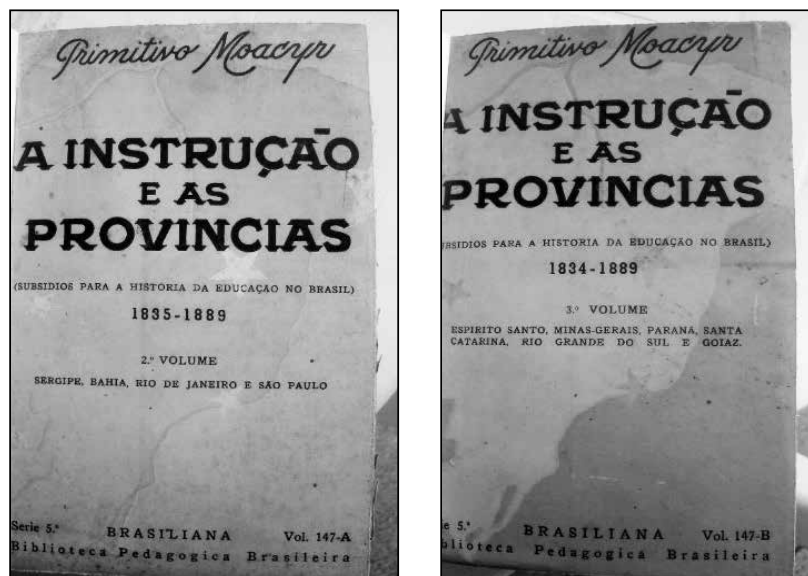 Primitivo Moacyr
A INSTRUÇÃO
E AS
PROVINCIAS
(SUBSIDIOS PARA A HISTORIA DA EDUCAÇÃO NO BRASIL)
1835-1889
2.º VOLUME
SERGIPE, BAHIA, RIO DE JANEIRO E SÃO PAULO
Serie 5.ª BRASILIANA Vol. 147-A
Biblioteca Pedagogica Brasileira
Primitivo Moacyr
A INSTRUÇÃO
E AS
PROVINCIAS
UBSIDIOS PARA A HISTORIA DA EDUCAÇÃO NO BRASIL)
1834-1889
3.º VOLUME
ESPIRITO SANTO, MINAS-GERAIS, PARANÁ, SANTA
CATARINA, RIO GRANDE DO SUL E GOIAZ.
e 5.ª BRASILIANA Vol. 147-B
blioteca Pedagogica Brasileira